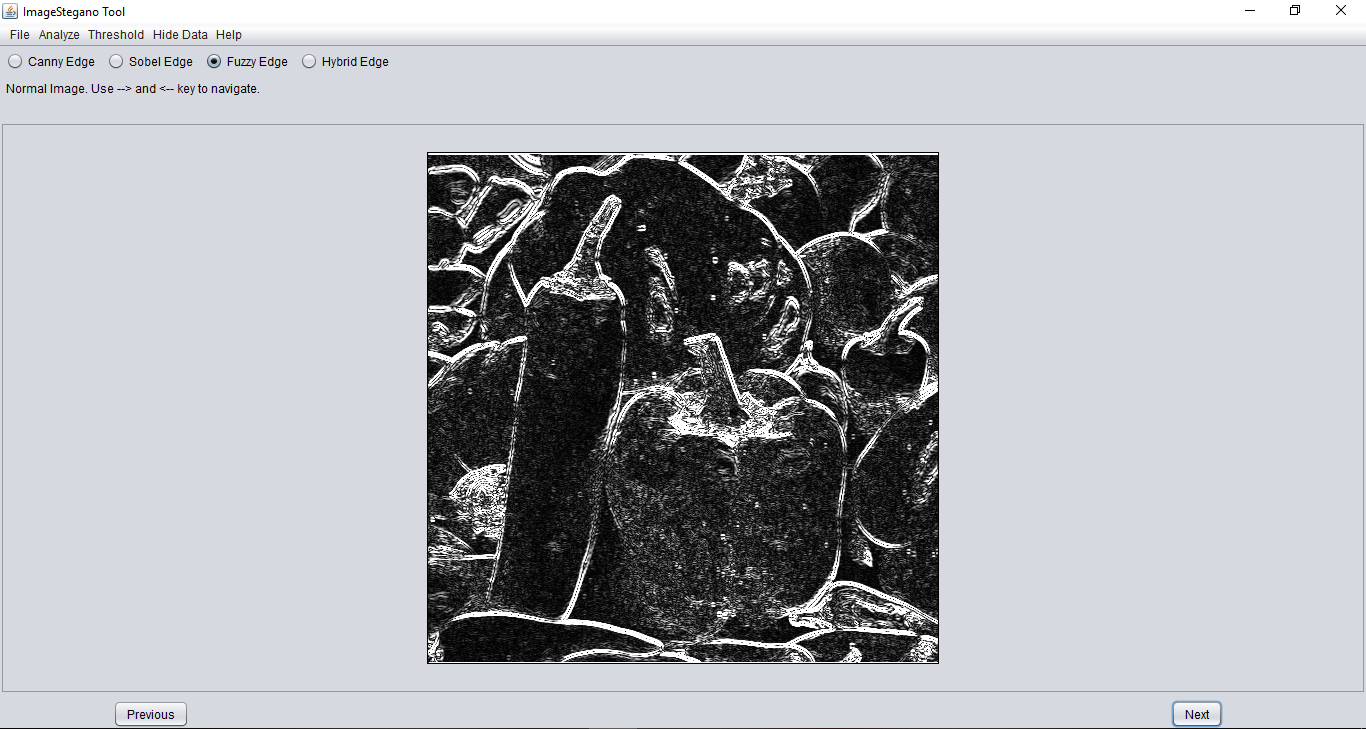 ImageStegano Tool
File Analyze Threshold Hide Data Help
Canny Edge Sobel Edge Fuzzy Edge Hybrid Edge
Normal Image. Use --> and <-- key to navigate.
Previous Next